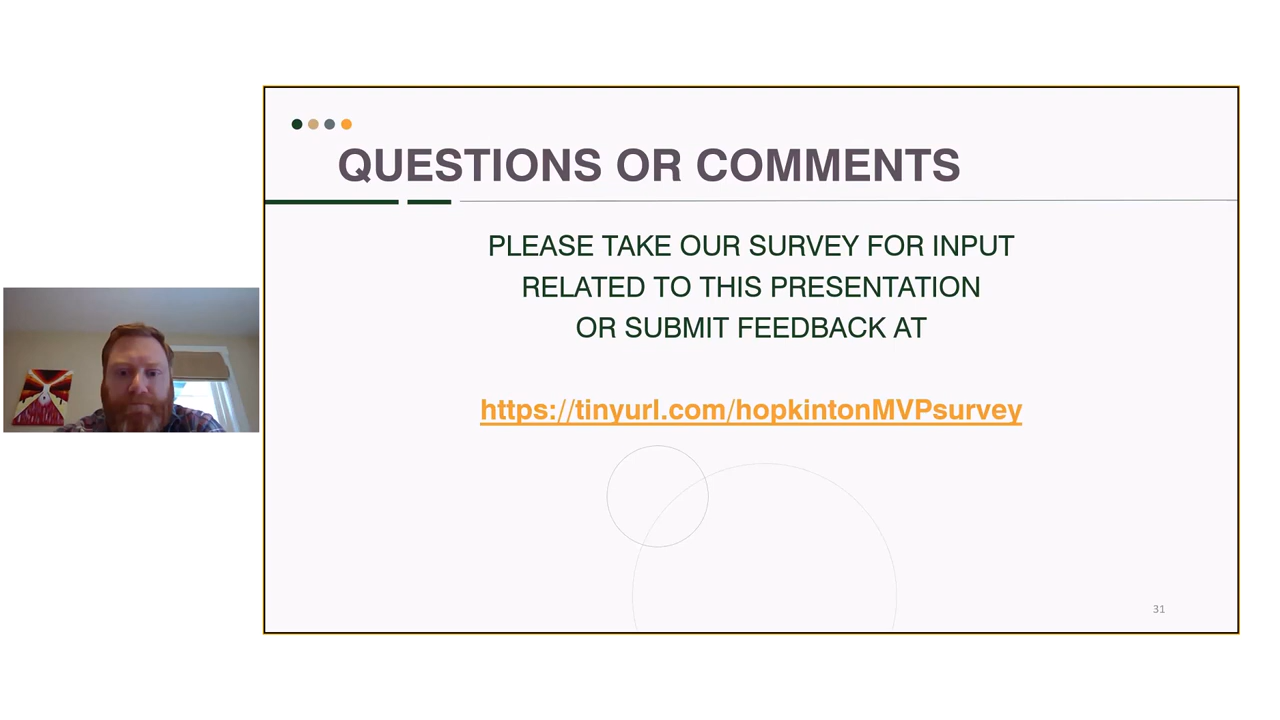 QUESTIONS OR COMMENTS
PLEASE TAKE OUR SURVEY FOR INPUT
RELATED TO THIS PRESENTATION
OR SUBMIT FEEDBACK AT
https://tinyurl.com/hopkintonMVPsurvey
31